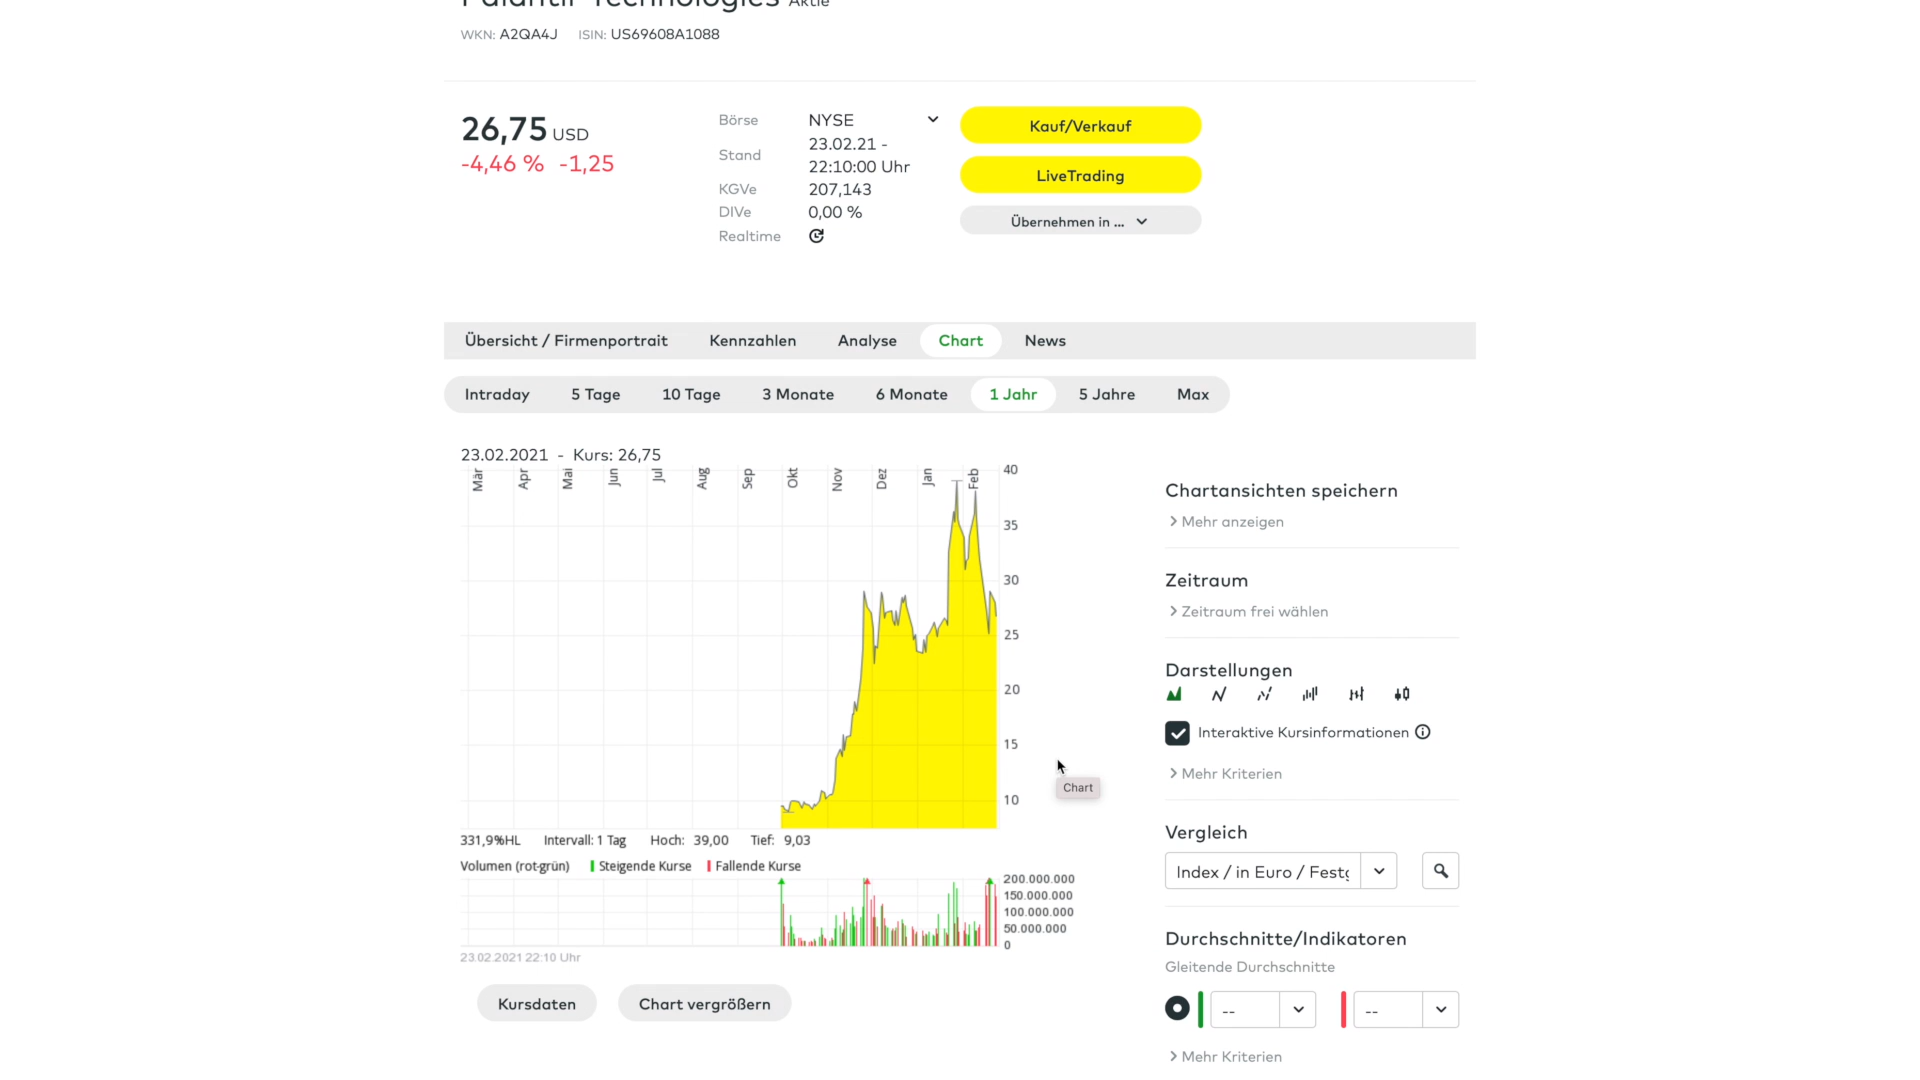 Palantir Technologies Aktie
WKN: A2QA4J ISIN: US69608A1088
26,75 USD
-4,46 % -1,25
Börse NYSE
Stand 23.02.21 -
22:10:00 Uhr
KGVe 207,143
DIVe 0,00 %
Realtime
Kauf/Verkauf
LiveTrading
Übernehmen in ...
Übersicht / Firmenportrait Kennzahlen Analyse Chart News
Intraday 5 Tage 10 Tage 3 Monate 6 Monate 1 Jahr 5 Jahre Max
23.02.2021 - Kurs: 26,75
Mär Apr Mai Jun Jul Aug Sep Okt Nov Dez Jan Feb
40
35
30
25
20
15
10
Chart
331,9%HL Intervall: 1 Tag Hoch: 39,00 Tief: 9,03
Volumen (rot-grün) Steigende Kurse Fallende Kurse
200.000.000
150.000.000
100.000.000
50.000.000
0
23.02.2021 22:10 Uhr
Kursdaten Chart vergrößern
Chartansichten speichern
Mehr anzeigen
Zeitraum
Zeitraum frei wählen
Darstellungen
Interaktive Kursinformationen
Mehr Kriterien
Vergleich
Index / in Euro / Festg
Durchschnitte/Indikatoren
Gleitende Durchschnitte
-- --
Mehr Kriterien